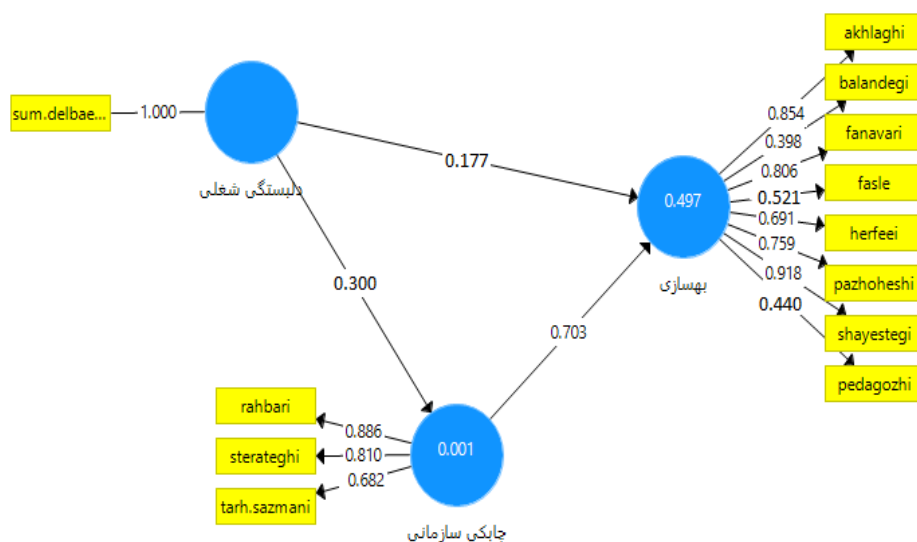 akhlaghi
balandegi
fanavari
fasle
herfeei
pazhoheshi
shayestegi
pedagozhi
0.854
0.398
0.806
0.521
0.691
0.759
0.918
0.440
sum.delbae...
1.000
دلبستگی شغلی
0.177
0.497
بهسازی
0.300
0.703
rahbari
sterateghi
tarh.sazmani
0.886
0.810
0.682
0.001
چابکی سازمانی